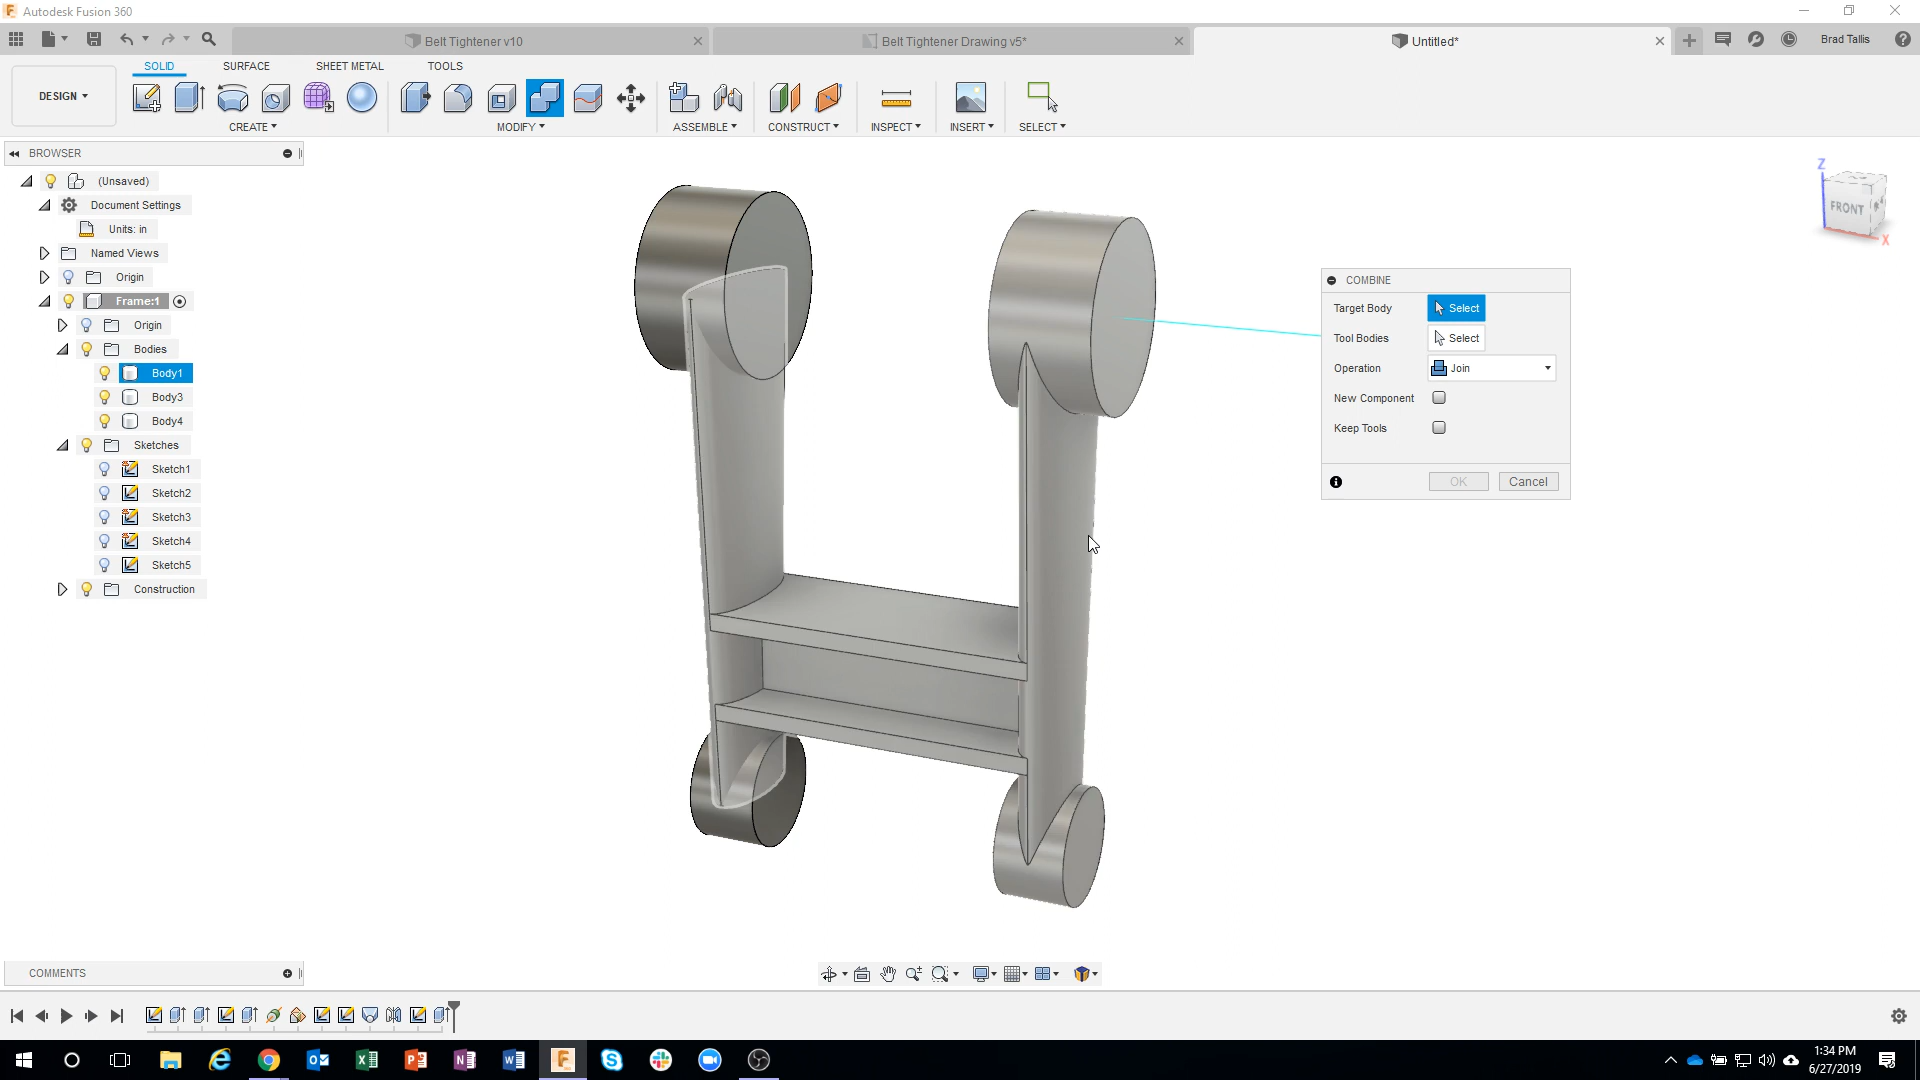 Autodesk Fusion 360
Belt Tightener v10
Belt Tightener Drawing v5*
Untitled*
Brad Tallis
DESIGN
SOLID
SURFACE
SHEET METAL
TOOLS
CREATE
MODIFY
ASSEMBLE
CONSTRUCT
INSPECT
INSERT
SELECT
BROWSER
(Unsaved)
Document Settings
Units: in
Named Views
Origin
Frame:1
Origin
Bodies
Body1
Body3
Body4
Sketches
Sketch1
Sketch2
Sketch3
Sketch4
Sketch5
Construction
Z
FRONT
X
COMBINE
Target Body Select
Tool Bodies Select
Operation Join
New Component
Keep Tools
OK Cancel
COMMENTS
1:34 PM
6/27/2019